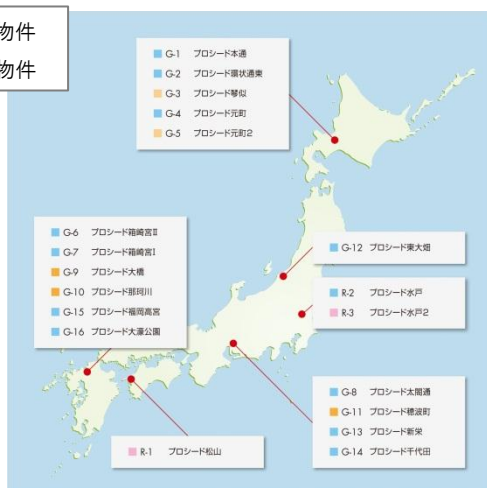 物件
物件
G-1 プロシード本通
G-2 プロシード環状通東
G-3 プロシード琴似
G-4 プロシード元町
G-5 プロシード元町2
G-6 プロシード箱崎宮Ⅱ
G-7 プロシード箱崎宮Ⅰ
G-9 プロシード大橋
G-10 プロシード那珂川
G-15 プロシード福岡高宮
G-16 プロシード大濠公園
G-12 プロシード東大畑
R-2 プロシード水戸
R-3 プロシード水戸2
G-8 プロシード太閤通
G-11 プロシード穂波町
G-13 プロシード新栄
G-14 プロシード千代田
R-1 プロシード松山